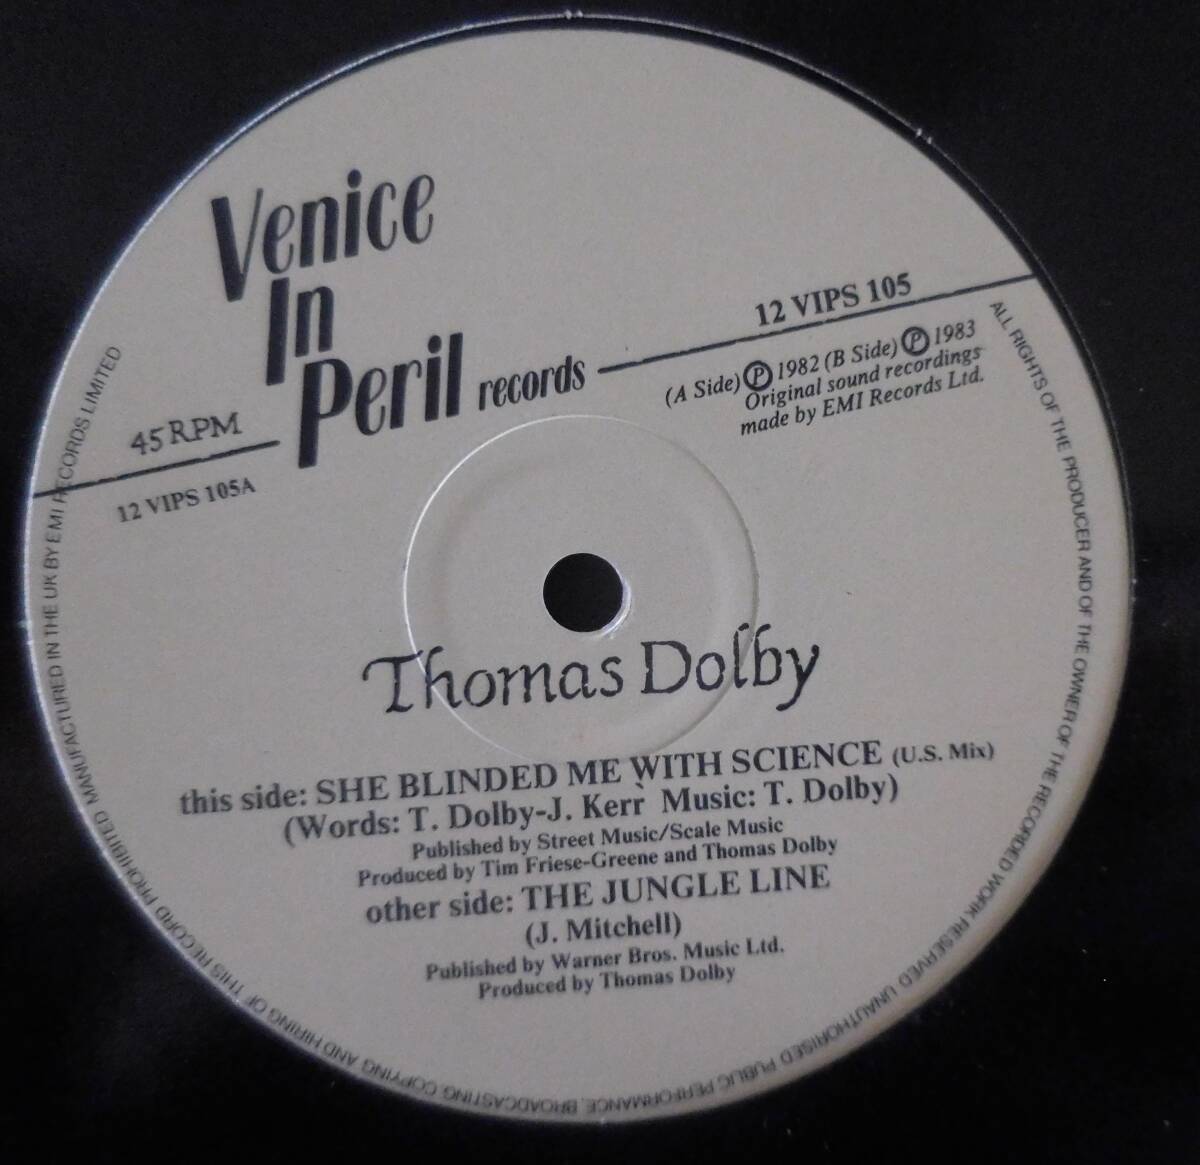 Venice
In
Peril records
45 RPM
12 VIPS 105A
12 VIPS 105
(A Side) Ⓟ 1982 (B Side) Ⓟ 1983
Original sound recordings
made by EMI Records Ltd.
Thomas Dolby
this side: SHE BLINDED ME WITH SCIENCE (U.S. Mix)
(Words: T. Dolby-J. Kerr` Music: T. Dolby)
Published by Street Music/Scale Music
Produced by Tim Friese-Greene and Thomas Dolby
other side: THE JUNGLE LINE
(J. Mitchell)
Published by Warner Bros. Music Ltd.
Produced by Thomas Dolby
ALL RIGHTS OF THE PRODUCER AND OF THE OWNER OF THE RECORDED WORK RESERVED UNAUTHORISED PUBLIC PERFORMANCE, BROADCASTING, COPYING AND HIRING OF THIS RECORD PROHIBITED MANUFACTURED IN THE UK BY EMI RECORDS LIMITED